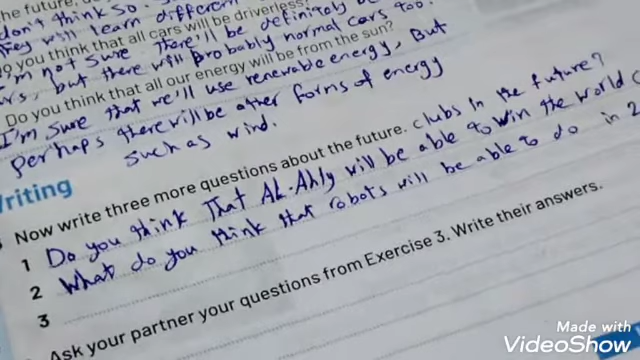 the future.
don't think so.
They will learn different
you think that all cars will be driverless?
I'm not sure There'll be definitely
but there will probably normal cars too.
Do you think that all our energy will be from the sun?
I'm sure that we'll use renewable energy, But
perhaps there will be other forms of energy
such as wind.
Writing
Now write three more questions about the future. clubs in the future?
1 Do you think That AL-Ahly will be able to win the world
2 What do you think that robots will be able to do in
3
Ask your partner your questions from Exercise 3. Write their answers.
Made with
VideoShow